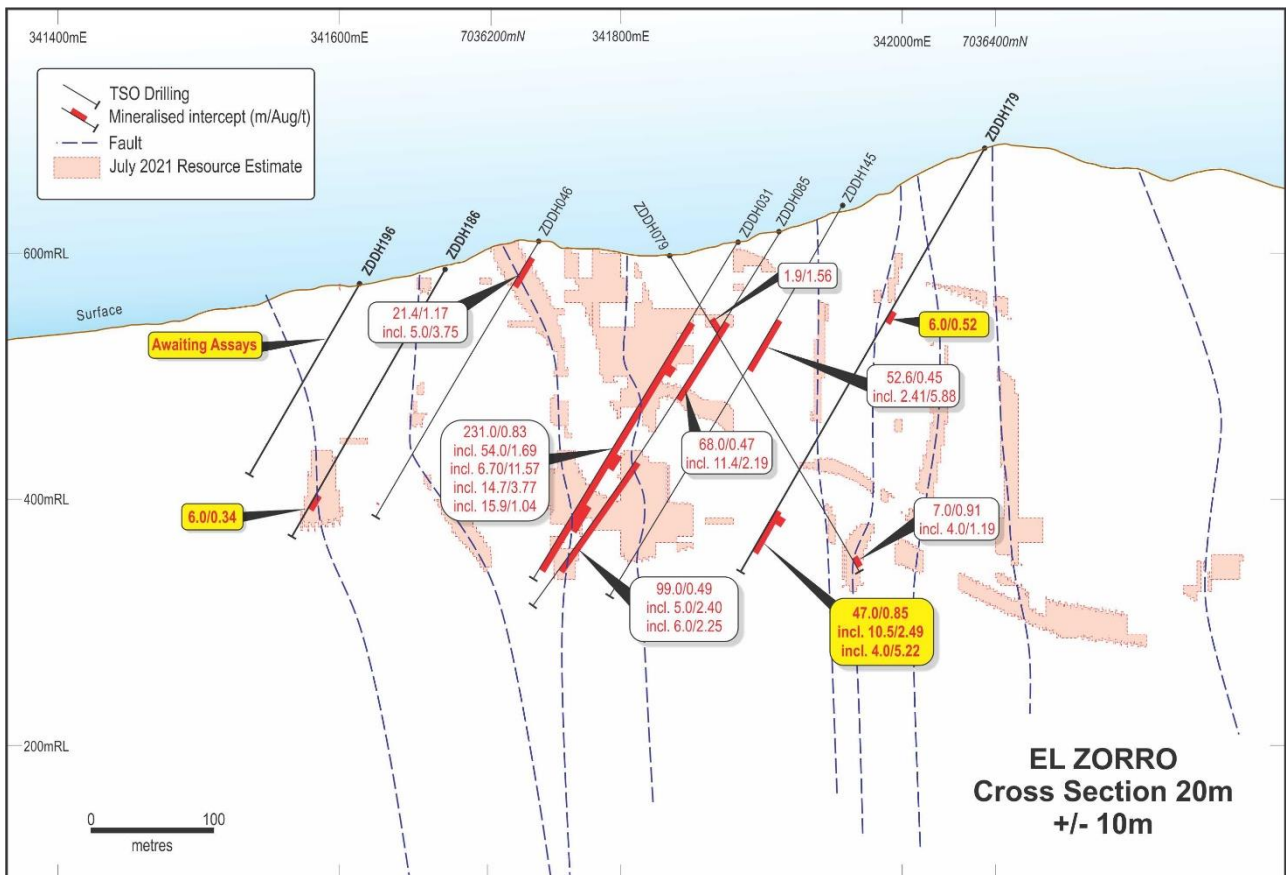 341400mE
341600mE
7036200mN
341800mE
342000mE
7036400mN
TSO Drilling
Mineralised intercept (m/Aug/t)
Fault
July 2021 Resource Estimate
ZDDH196
ZDDH186
ZDDH046
ZDDH079
ZDDH031
ZDDH085
ZDDH145
ZDDH179
600mRL
Surface
Awaiting Assays
21.4/1.17
incl. 5.0/3.75
1.9/1.56
6.0/0.52
52.6/0.45
incl. 2.41/5.88
231.0/0.83
incl. 54.0/1.69
incl. 6.70/11.57
incl. 14.7/3.77
incl. 15.9/1.04
68.0/0.47
incl. 11.4/2.19
400mRL
6.0/0.34
7.0/0.91
incl. 4.0/1.19
99.0/0.49
incl. 5.0/2.40
incl. 6.0/2.25
47.0/0.85
incl. 10.5/2.49
incl. 4.0/5.22
200mRL
EL ZORRO
Cross Section 20m
+/- 10m
0
100
metres